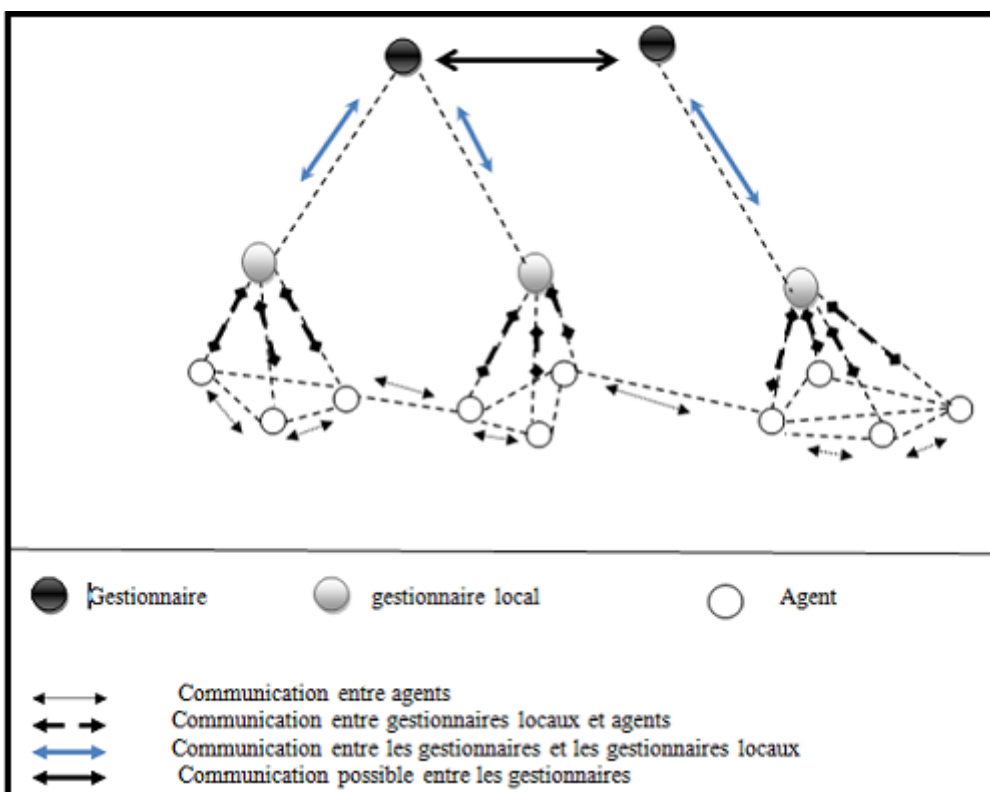 Gestionnaire gestionnaire local Agent
Communication entre agents
Communication entre gestionnaires locaux et agents
Communication entre les gestionnaires et les gestionnaires locaux
Communication possible entre les gestionnaires